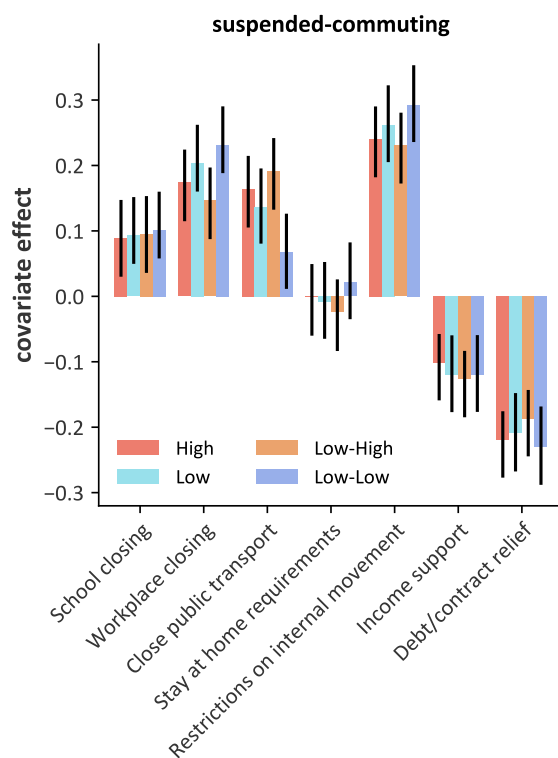 suspended-commuting
covariate effect
0.3
0.2
0.1
0.0
−0.1
−0.2
−0.3
High
Low
Low-High
Low-Low
School closing
Workplace closing
Close public transport
Stay at home requirements
Restrictions on internal movement
Income support
Debt/contract relief